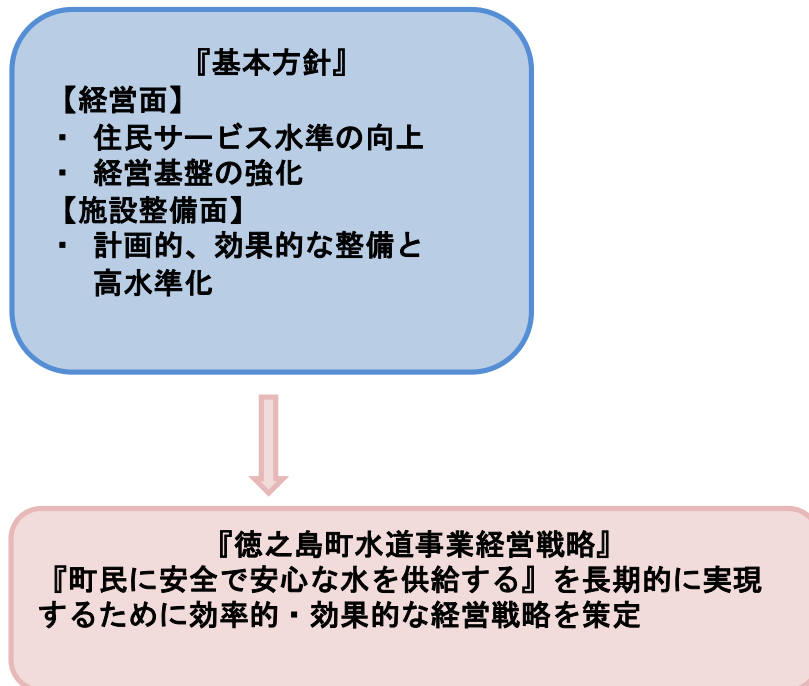 『基本方針』
【経営面】
・ 住民サービス水準の向上
・ 経営基盤の強化
【施設整備面】
・ 計画的、効果的な整備と
高水準化
『徳之島町水道事業経営戦略』
『町民に安全で安心な水を供給する』を長期的に実現
するために効率的・効果的な経営戦略を策定